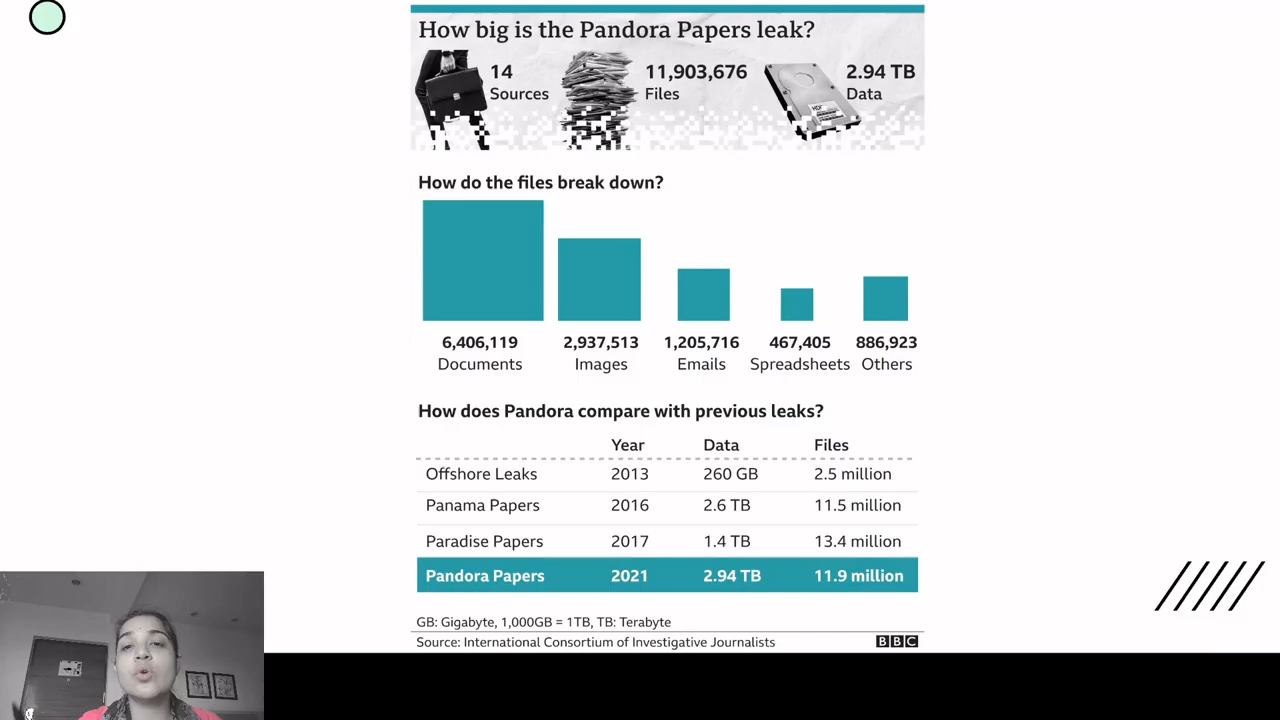 How big is the Pandora Papers leak?
14
Sources
11,903,676
Files
2.94 TB
Data
HDF
How do the files break down?
6,406,119 2,937,513 1,205,716 467,405 886,923
Documents Images Emails Spreadsheets Others
How does Pandora compare with previous leaks?
Year Data Files
Offshore Leaks 2013 260 GB 2.5 million
Panama Papers 2016 2.6 TB 11.5 million
Paradise Papers 2017 1.4 TB 13.4 million
Pandora Papers 2021 2.94 TB 11.9 million
GB: Gigabyte, 1,000GB = 1TB, TB: Terabyte
Source: International Consortium of Investigative Journalists
BBC